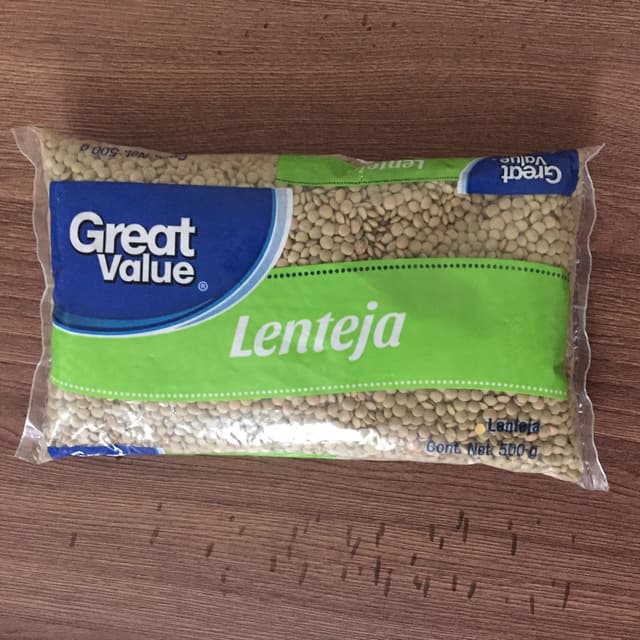 Cont. Net. 500 g
Lenteja
Great
Value
Great
Value ®
Lenteja
Lenteja
Cont. Net. 500 g